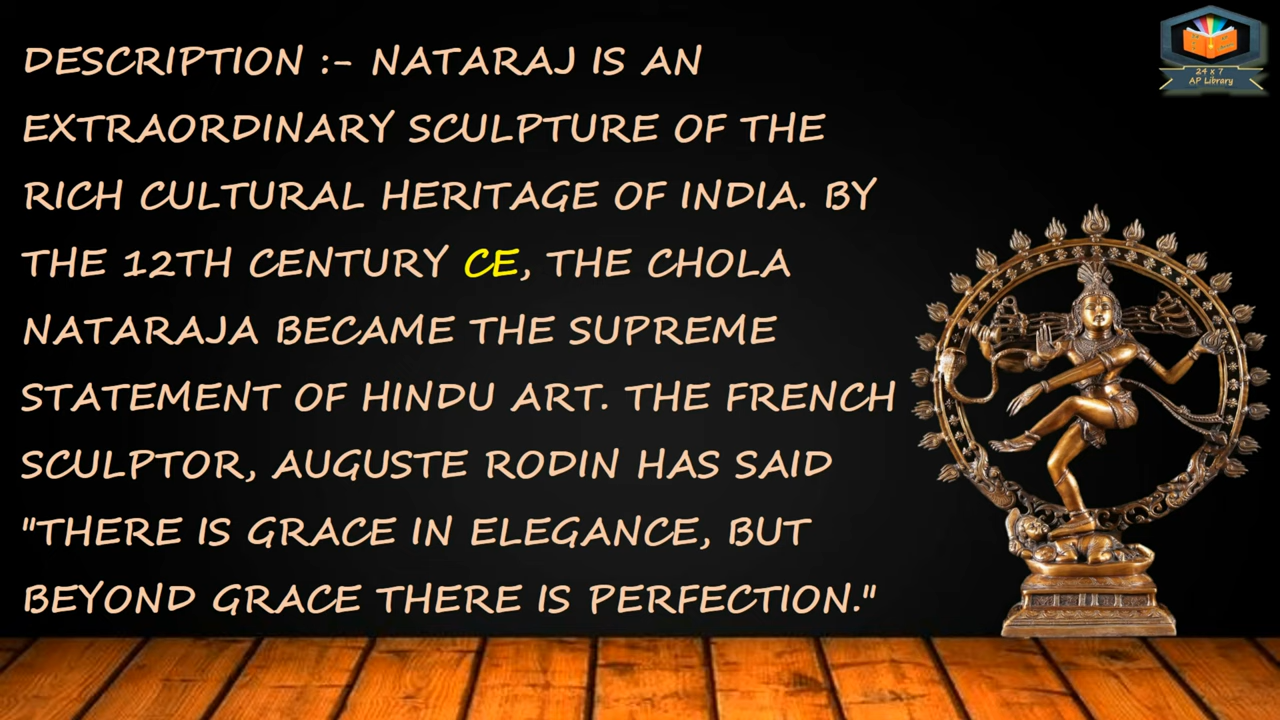 DESCRIPTION :- NATARAJ IS AN
EXTRAORDINARY SCULPTURE OF THE
RICH CULTURAL HERITAGE OF INDIA. BY
THE 12TH CENTURY CE, THE CHOLA
NATARAJA BECAME THE SUPREME
STATEMENT OF HINDU ART. THE FRENCH
SCULPTOR, AUGUSTE RODIN HAS SAID
"THERE IS GRACE IN ELEGANCE, BUT
BEYOND GRACE THERE IS PERFECTION."
24 x 7
AP Library